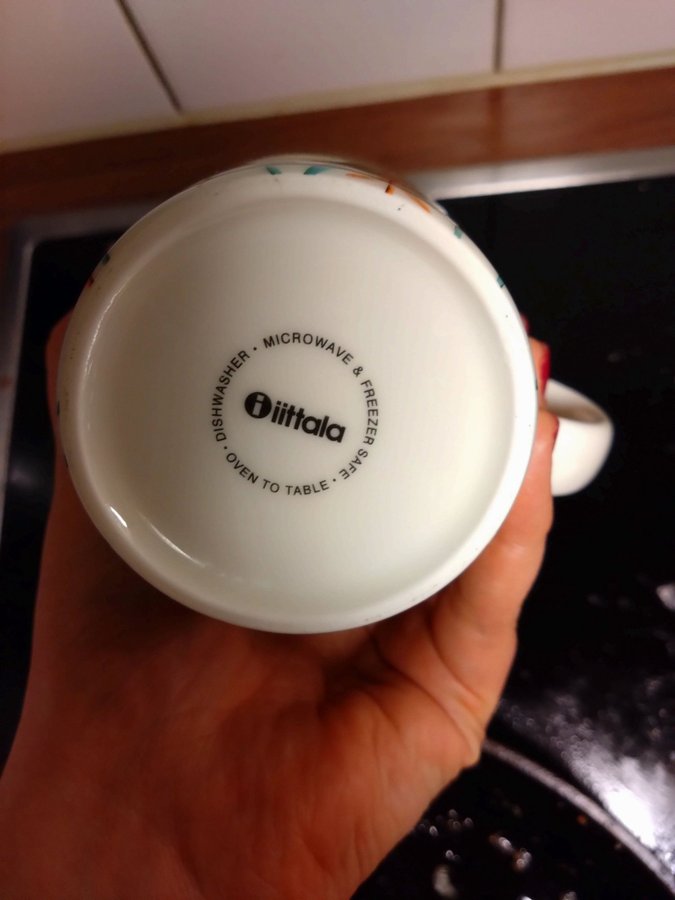 DISHWASHER · MICROWAVE & FREEZER SAFE · OVEN TO TABLE ·
i iittala